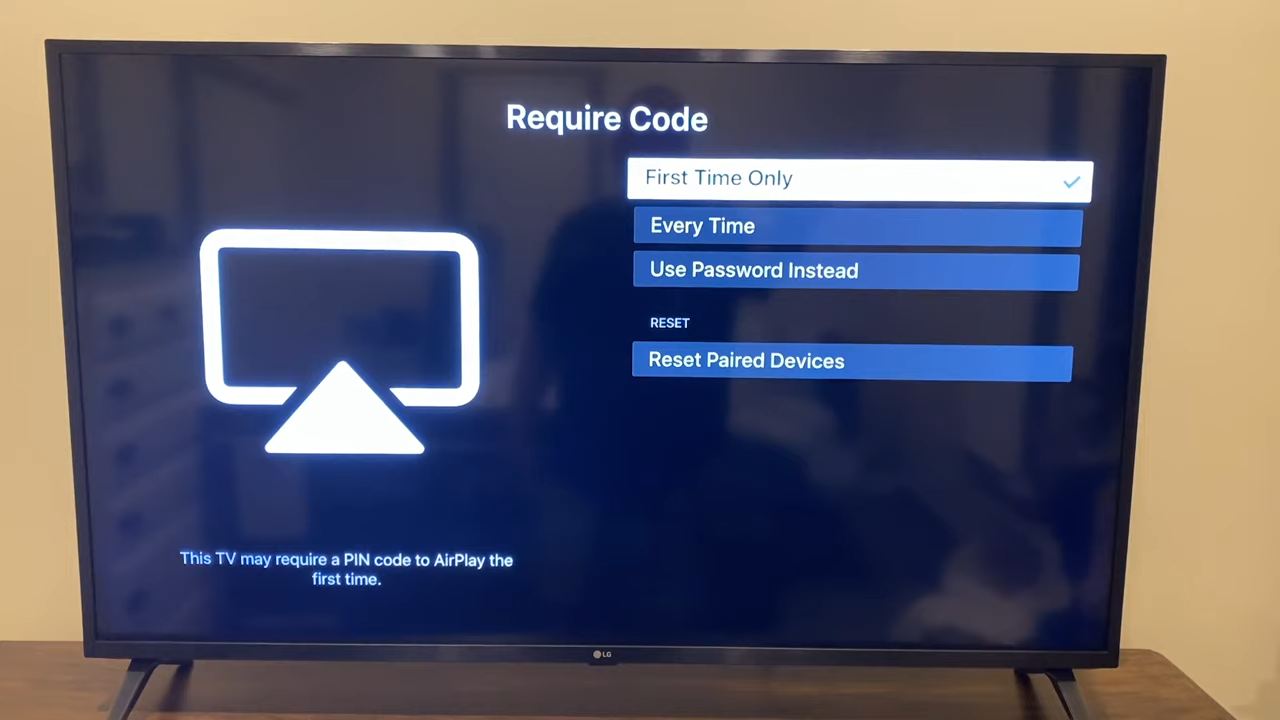 Require Code
First Time Only
Every Time
Use Password Instead
RESET
Reset Paired Devices
This TV may require a PIN code to AirPlay the
first time.
LG